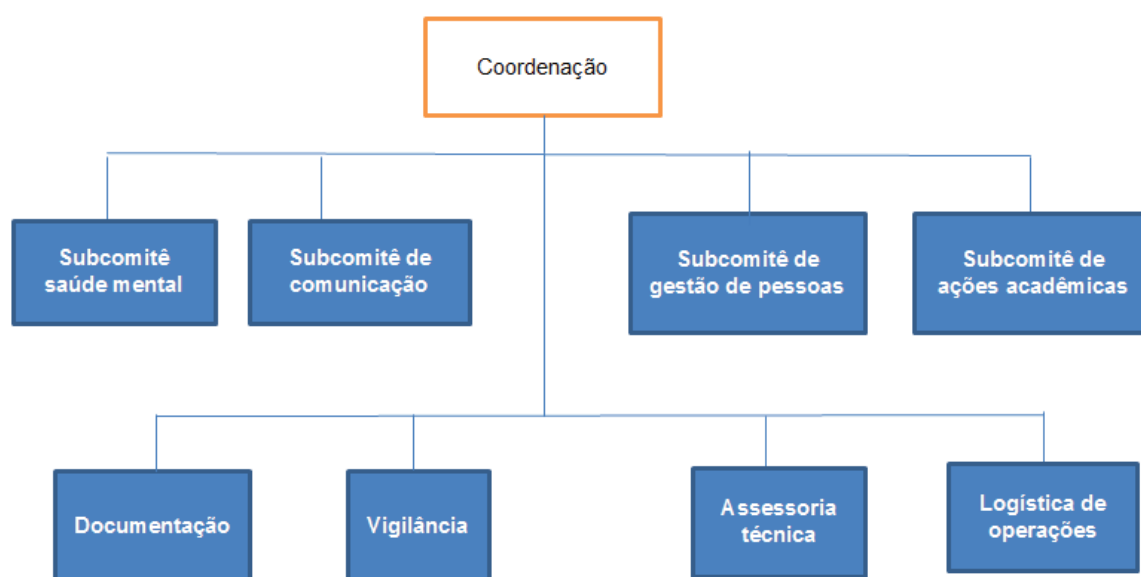 Coordenação
Subcomitê
saúde mental
Subcomitê de
comunicação
Subcomitê de
gestão de pessoas
Subcomitê de
ações acadêmicas
Documentação
Vigilância
Assessoria
técnica
Logística de
operações